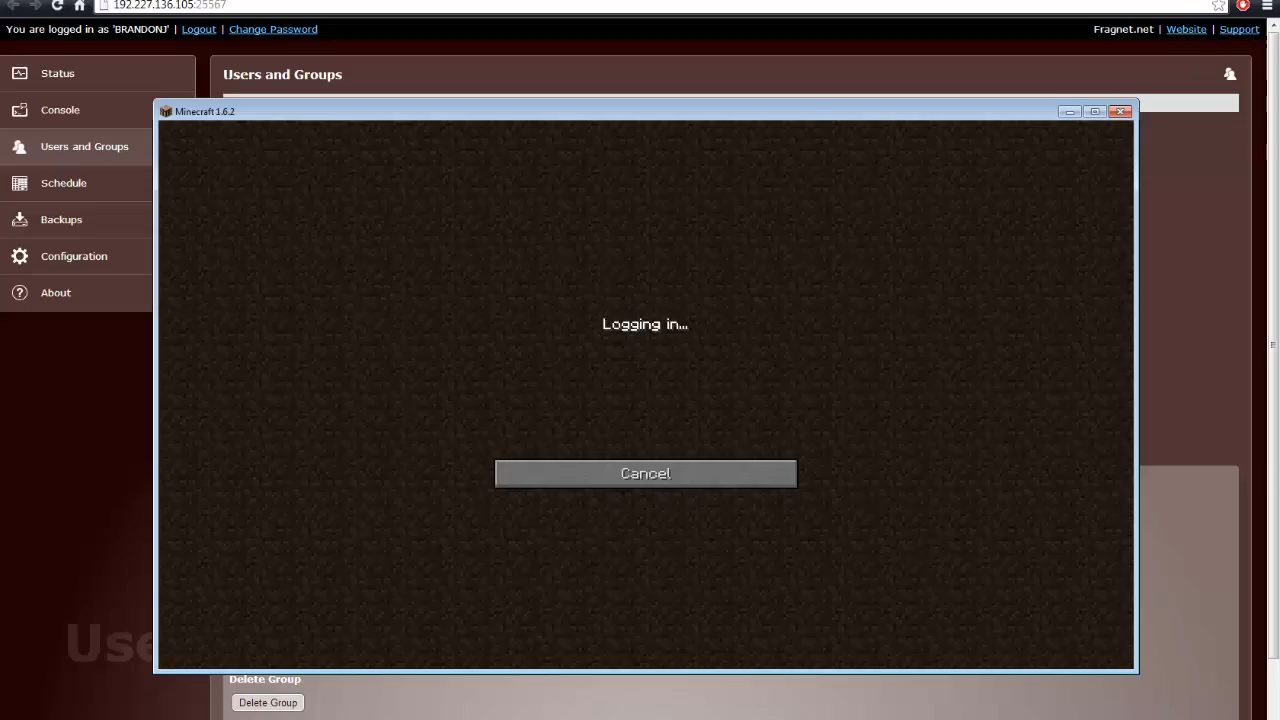 192.227.136.105:25567
You are logged in as 'BRANDONJ' | Logout | Change Password
Fragnet.net | Website | Support
Status
Console
Users and Groups
Schedule
Backups
Configuration
About
Users and Groups
Minecraft 1.6.2
Logging in...
Cancel
Use
Delete Group
Delete Group